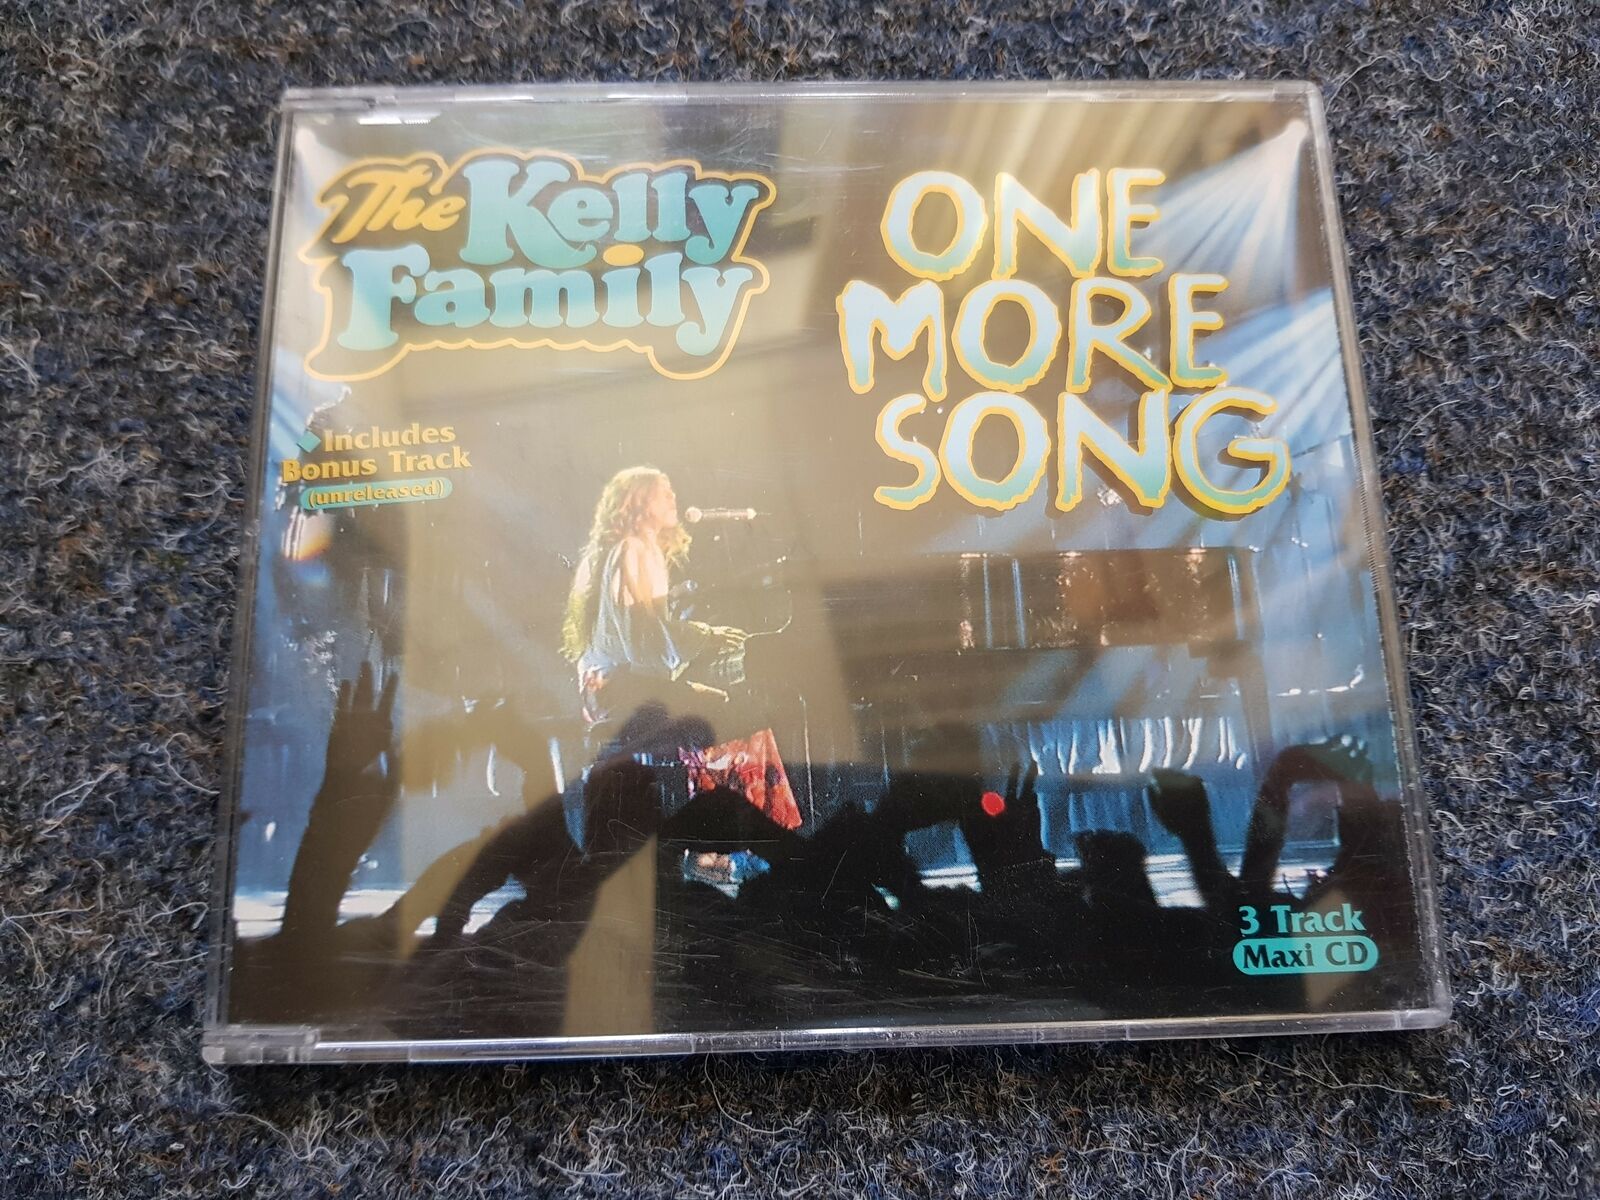 The Kelly
Family
ONE
MORE
SONG
Includes
Bonus Track
(unreleased)
3 Track
Maxi CD